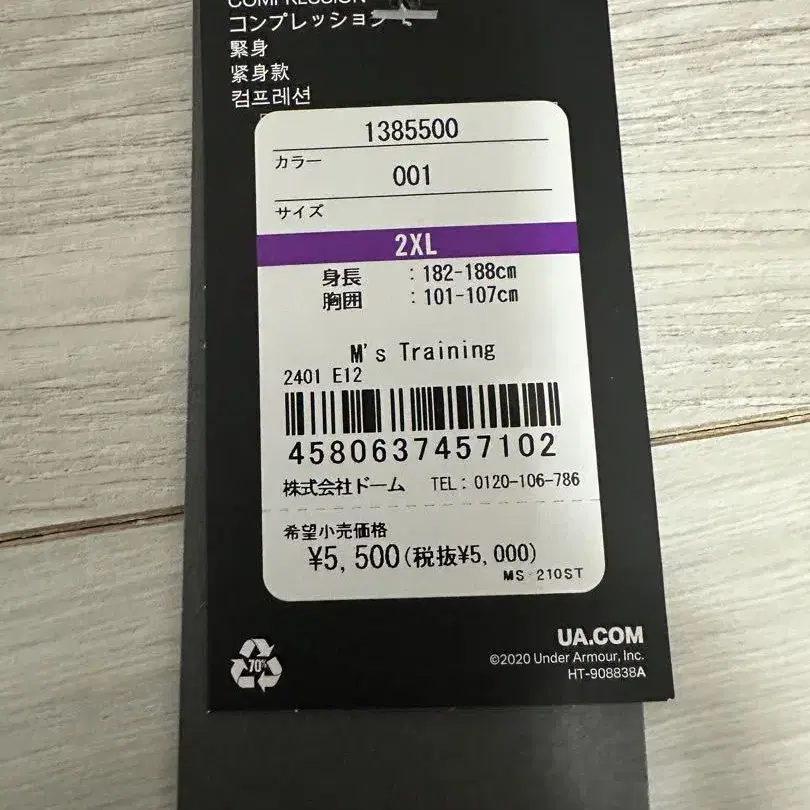 COMPRESSION
コンプレッション
緊身
紧身款
컴프레션
1385500
カラー
001
サイズ
2XL
身長 : 182-188cm
胸囲 : 101-107cm
M's Training
2401 E12
4580637457102
株式会社ドーム TEL: 0120-106-786
希望小売価格
¥5,500(税抜¥5,000)
MS-210ST
70%
UA.COM
©2020 Under Armour, Inc.
HT-908838A